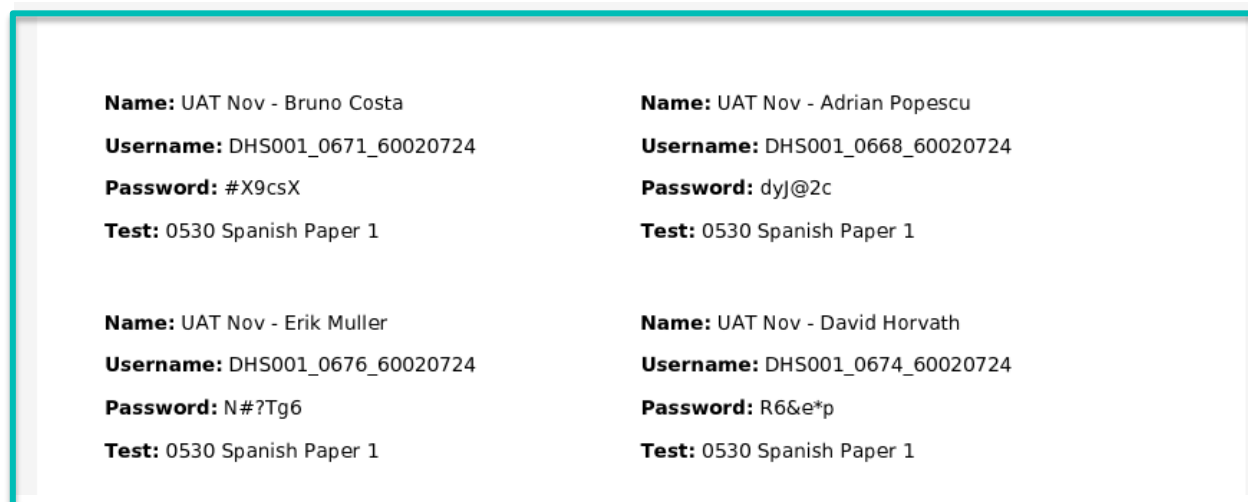 Name: UAT Nov - Bruno Costa
Username: DHS001_0671_60020724
Password: #X9csX
Test: 0530 Spanish Paper 1
Name: UAT Nov - Adrian Popescu
Username: DHS001_0668_60020724
Password: dyJ@2c
Test: 0530 Spanish Paper 1
Name: UAT Nov - Erik Muller
Username: DHS001_0676_60020724
Password: N#?Tg6
Test: 0530 Spanish Paper 1
Name: UAT Nov - David Horvath
Username: DHS001_0674_60020724
Password: R6&e*p
Test: 0530 Spanish Paper 1